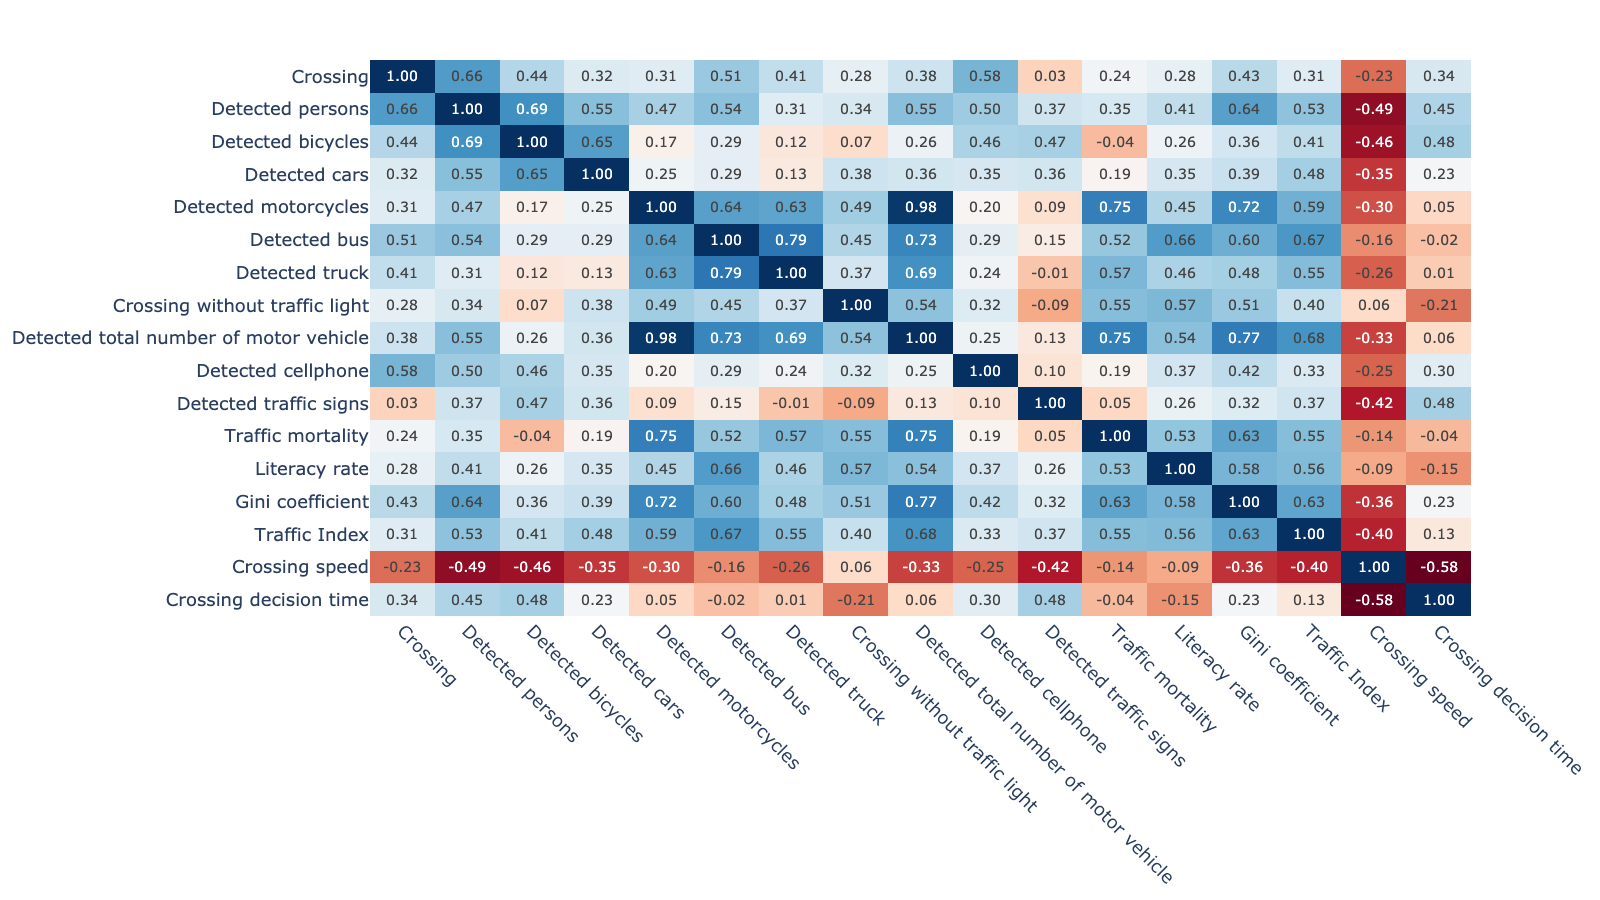 Crossing 1.00 0.66 0.44 0.32 0.31 0.51 0.41 0.28 0.38 0.58 0.03 0.24 0.28 0.43 0.31 -0.23 0.34
Detected persons 0.66 1.00 0.69 0.55 0.47 0.54 0.31 0.34 0.55 0.50 0.37 0.35 0.41 0.64 0.53 -0.49 0.45
Detected bicycles 0.44 0.69 1.00 0.65 0.17 0.29 0.12 0.07 0.26 0.46 0.47 -0.04 0.26 0.36 0.41 -0.46 0.48
Detected cars 0.32 0.55 0.65 1.00 0.25 0.29 0.13 0.38 0.36 0.35 0.36 0.19 0.35 0.39 0.48 -0.35 0.23
Detected motorcycles 0.31 0.47 0.17 0.25 1.00 0.64 0.63 0.49 0.98 0.20 0.09 0.75 0.45 0.72 0.59 -0.30 0.05
Detected bus 0.51 0.54 0.29 0.29 0.64 1.00 0.79 0.45 0.73 0.29 0.15 0.52 0.66 0.60 0.67 -0.16 -0.02
Detected truck 0.41 0.31 0.12 0.13 0.63 0.79 1.00 0.37 0.69 0.24 -0.01 0.57 0.46 0.48 0.55 -0.26 0.01
Crossing without traffic light 0.28 0.34 0.07 0.38 0.49 0.45 0.37 1.00 0.54 0.32 -0.09 0.55 0.57 0.51 0.40 0.06 -0.21
Detected total number of motor vehicle 0.38 0.55 0.26 0.36 0.98 0.73 0.69 0.54 1.00 0.25 0.13 0.75 0.54 0.77 0.68 -0.33 0.06
Detected cellphone 0.58 0.50 0.46 0.35 0.20 0.29 0.24 0.32 0.25 1.00 0.10 0.19 0.37 0.42 0.33 -0.25 0.30
Detected traffic signs 0.03 0.37 0.47 0.36 0.09 0.15 -0.01 -0.09 0.13 0.10 1.00 0.05 0.26 0.32 0.37 -0.42 0.48
Traffic mortality 0.24 0.35 -0.04 0.19 0.75 0.52 0.57 0.55 0.75 0.19 0.05 1.00 0.53 0.63 0.55 -0.14 -0.04
Literacy rate 0.28 0.41 0.26 0.35 0.45 0.66 0.46 0.57 0.54 0.37 0.26 0.53 1.00 0.58 0.56 -0.09 -0.15
Gini coefficient 0.43 0.64 0.36 0.39 0.72 0.60 0.48 0.51 0.77 0.42 0.32 0.63 0.58 1.00 0.63 -0.36 0.23
Traffic Index 0.31 0.53 0.41 0.48 0.59 0.67 0.55 0.40 0.68 0.33 0.37 0.55 0.56 0.63 1.00 -0.40 0.13
Crossing speed -0.23 -0.49 -0.46 -0.35 -0.30 -0.16 -0.26 0.06 -0.33 -0.25 -0.42 -0.14 -0.09 -0.36 -0.40 1.00 -0.58
Crossing decision time 0.34 0.45 0.48 0.23 0.05 -0.02 0.01 -0.21 0.06 0.30 0.48 -0.04 -0.15 0.23 0.13 -0.58 1.00
Crossing
Detected persons
Detected bicycles
Detected cars
Detected motorcycles
Detected bus
Detected truck
Crossing without traffic light
Detected total number of motor vehicle
Detected cellphone
Detected traffic signs
Traffic mortality
Literacy rate
Gini coefficient
Traffic Index
Crossing speed
Crossing decision time